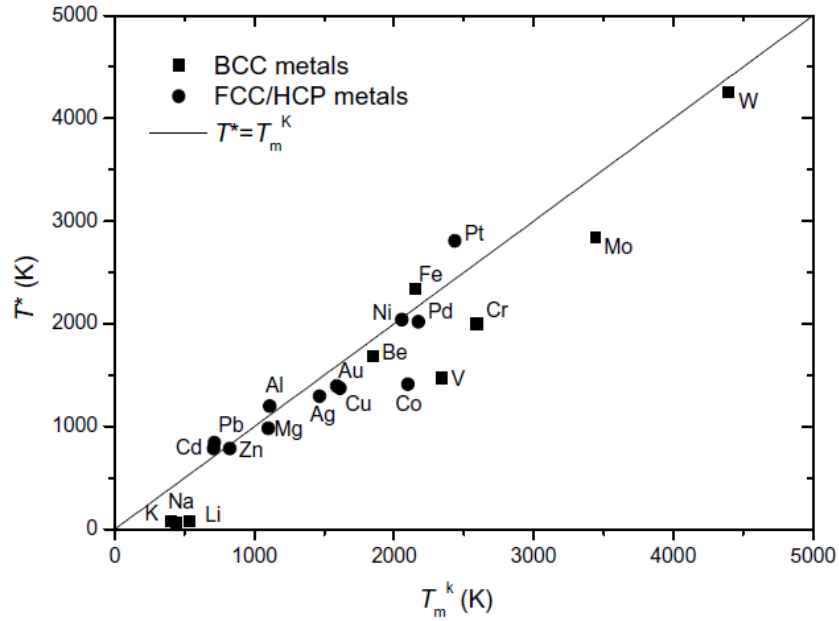 5000
4000
3000
2000
1000
0
T* (K)
BCC metals
FCC/HCP metals
T*=T_m^K
W
Mo
Pt
Fe
Ni
Pd
Cr
Be
V
Au
Cu
Co
Al
Ag
Mg
Pb
Cd
Zn
Na
K
Li
0 1000 2000 3000 4000 5000
T_m^k (K)